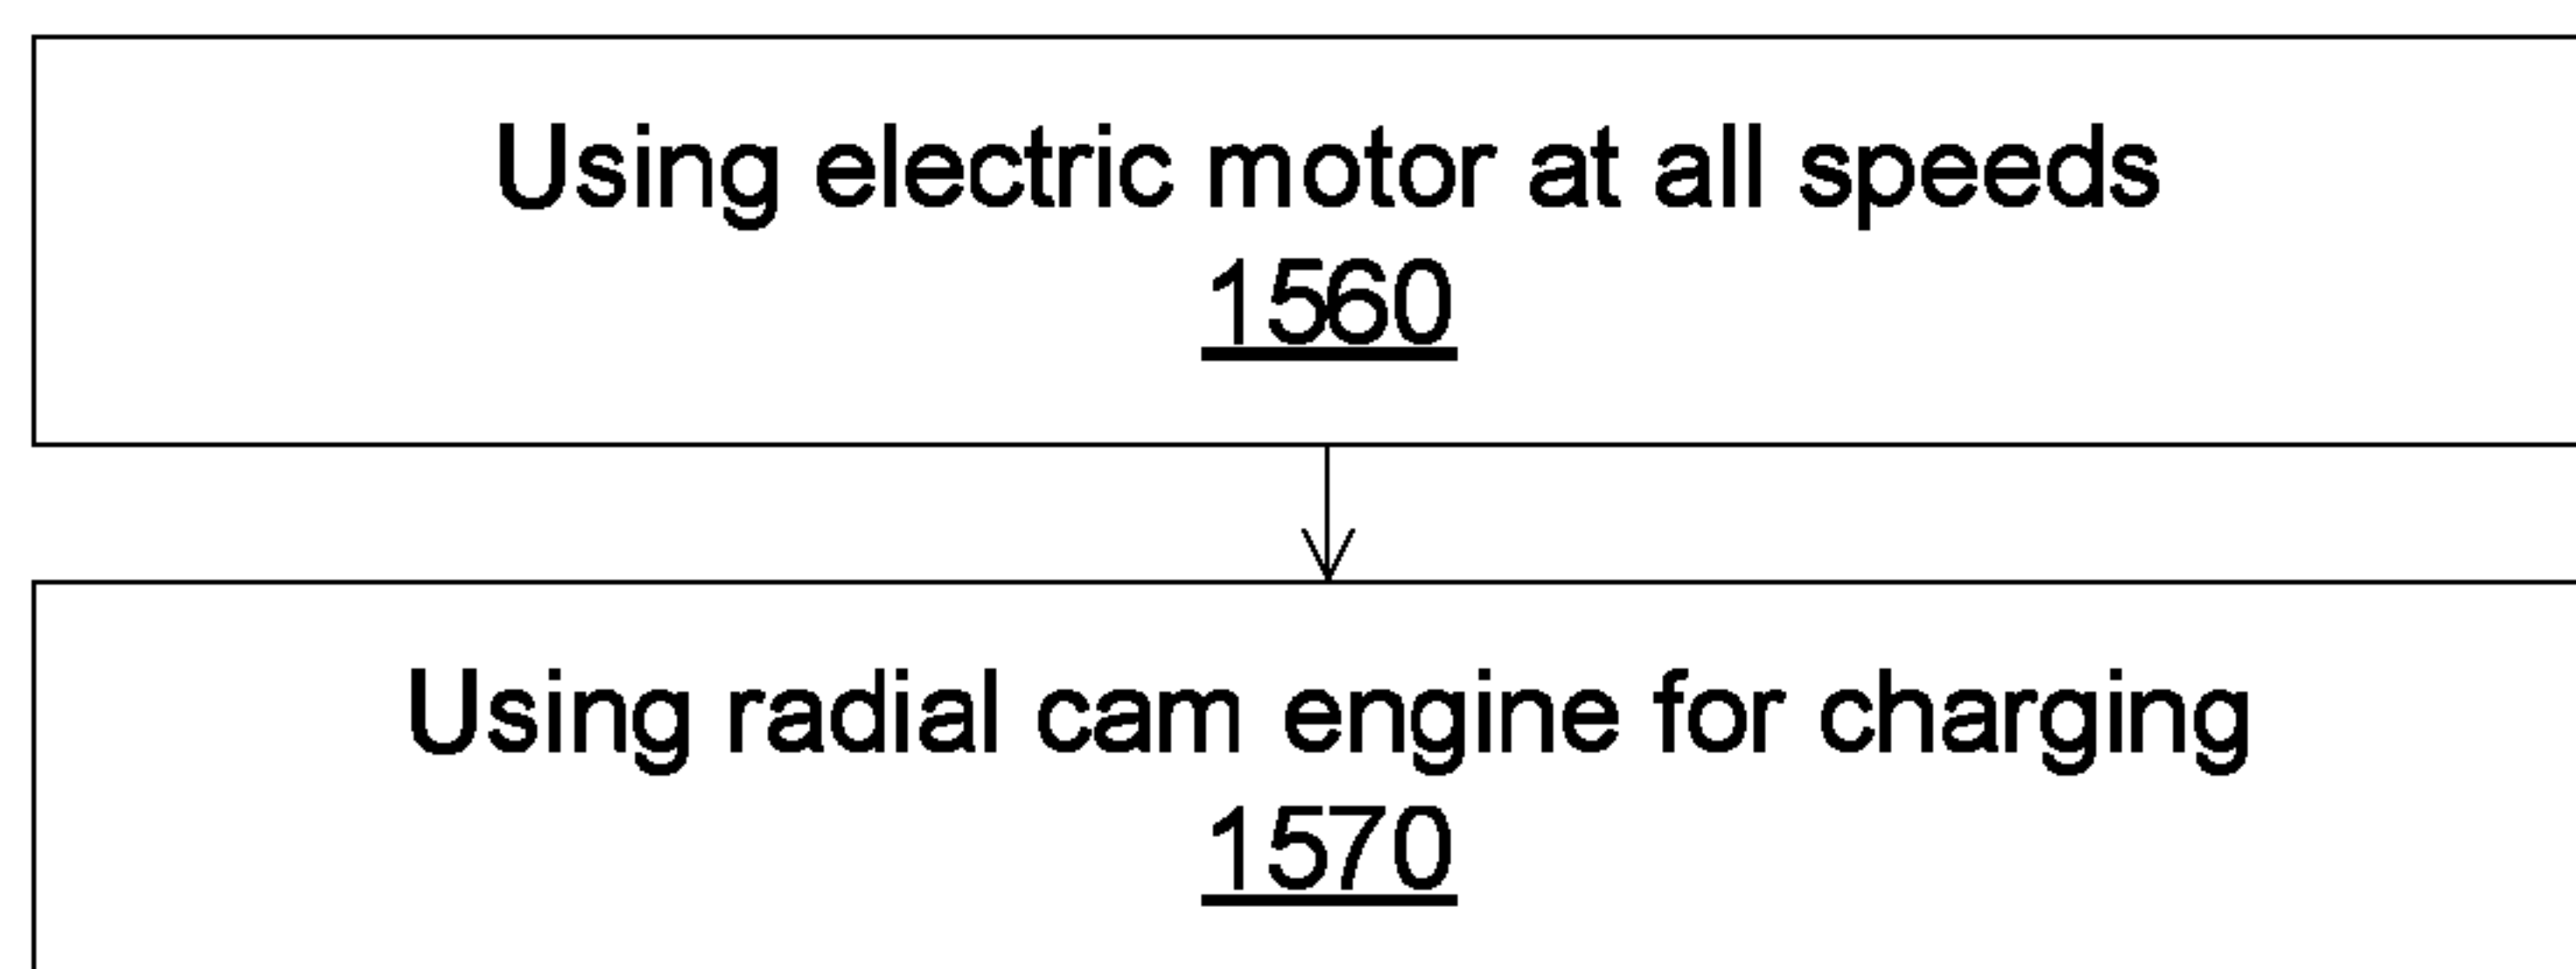 Using electric motor at all speeds
1560
Using radial cam engine for charging
1570